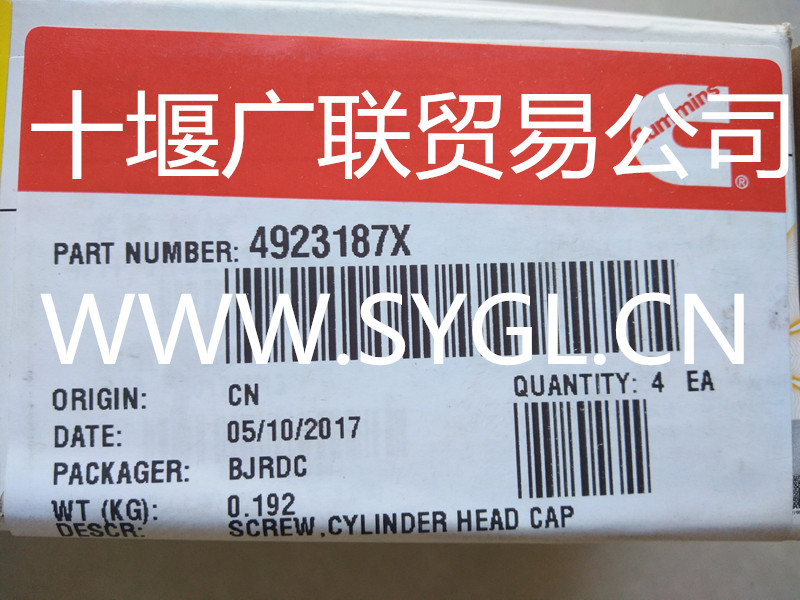 cummins
®
十堰广联贸易公司
PART NUMBER: 4923187X
WWW.SYGL.CN
ORIGIN: CN
QUANTITY: 4 EA
DATE: 05/10/2017
PACKAGER: BJRDC
WT (KG): 0.192
DESCR: SCREW,CYLINDER HEAD CAP